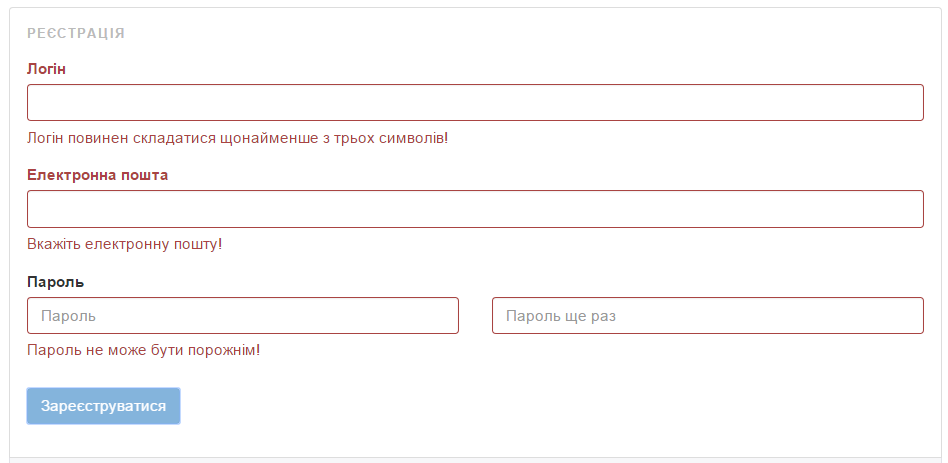 РЕЄСТРАЦІЯ
Логін
Логін повинен складатися щонайменше з трьох символів!
Електронна пошта
Вкажіть електронну пошту!
Пароль
Пароль Пароль ще раз
Пароль не може бути порожнім!
Зареєструватися